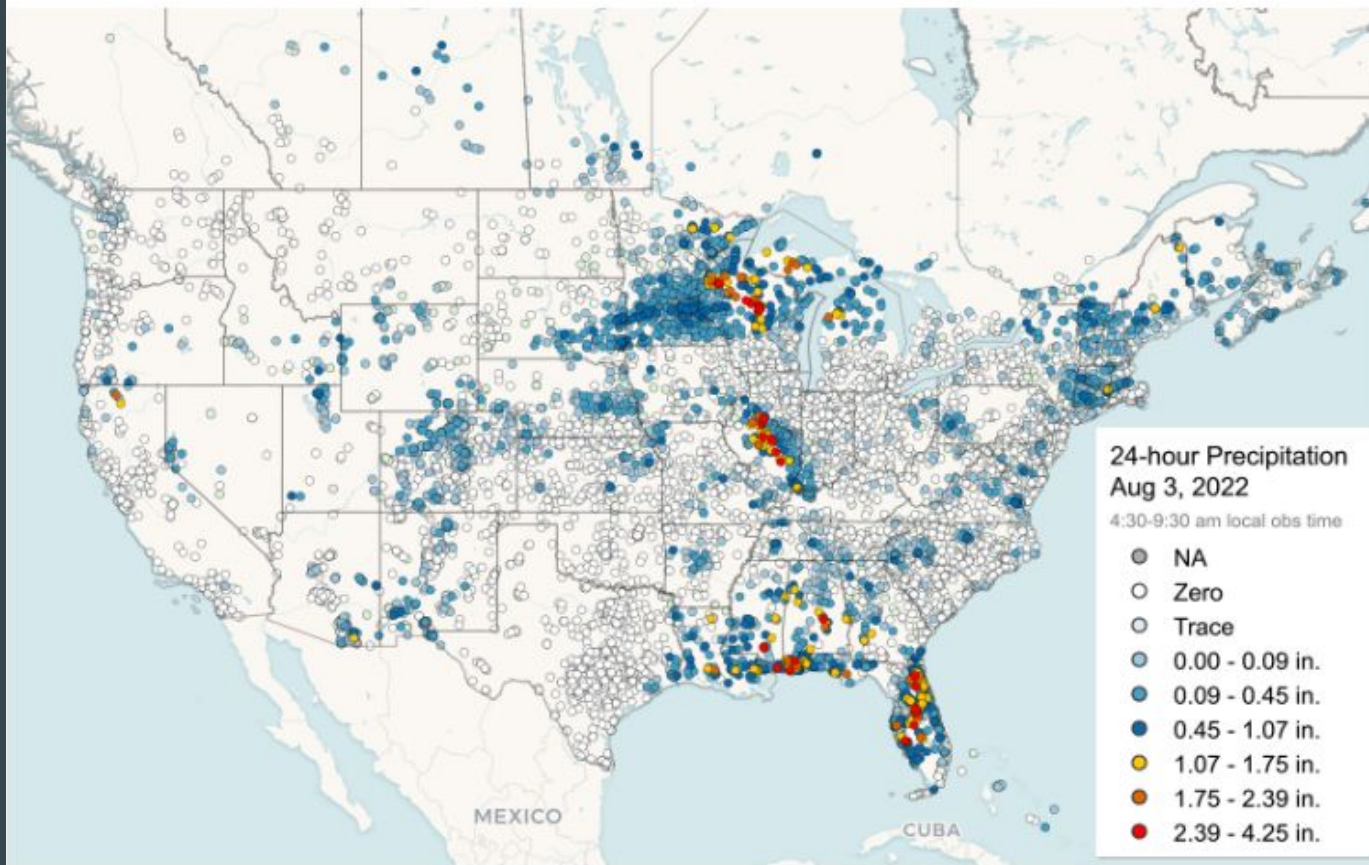 24-hour Precipitation
Aug 3, 2022
4:30-9:30 am local obs time
NA
Zero
Trace
0.00 - 0.09 in.
0.09 - 0.45 in.
0.45 - 1.07 in.
1.07 - 1.75 in.
1.75 - 2.39 in.
2.39 - 4.25 in.
MEXICO
CUBA